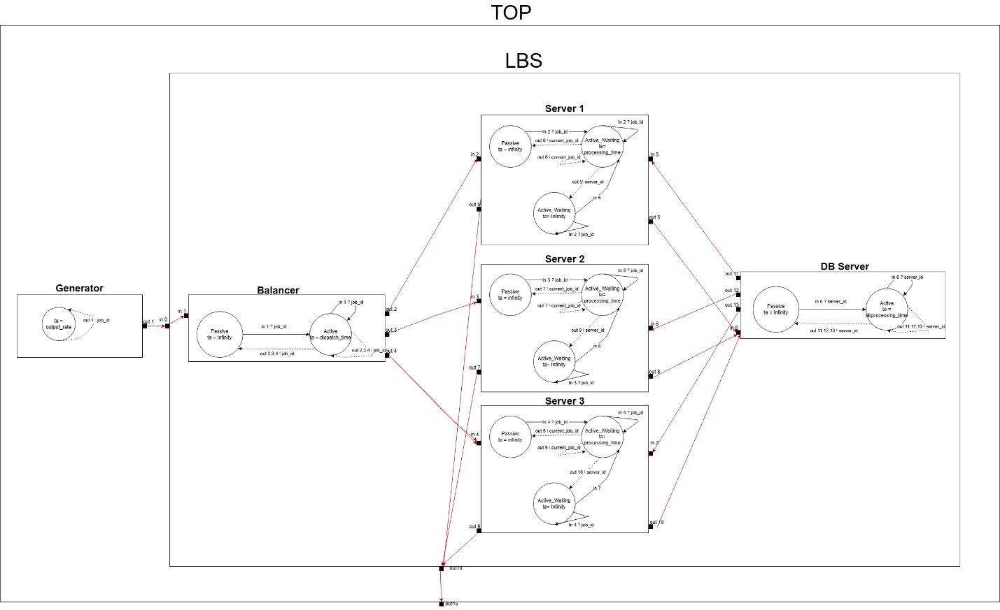 TOP
LBS
Generator
ta =
output_rate
out 1 ! job_id
out 1
in 0
in 1
Balancer
Passive
ta = infinity
in 1 ? job_id
in 1 ? job_id
Active
ta = dispatch_time
out 2,3,4 ! job_id
out 2,3,4 ! job_id
out 2
out 3
out 4
Server 1
Passive
ta = infinity
In 2 ? job_id
In 2 ? job_id
out 6 ! current_job_id
out 6 ! current_job_id
Active_!Waiting
ta=
processing_time
out 5! server_id
in 5
Active_Waiting
ta= Infinity
In 2 ? job_id
in 2
out 6
in 5
out 5
Server 2
Passive
ta = infinity
In 3 ? job_id
In 3 ? job_id
out 7 ! current_job_id
out 7 ! current_job_id
Active_!Waiting
ta=
processing_time
out 8 ! server_id
in 6
Active_Waiting
ta= Infinity
In 3 ? job_id
in 3
out 7
in 6
out 8
Server 3
Passive
ta = infinity
In 4 ? job_id
In 4 ? job_id
out 9 ! current_job_id
out 9 ! current_job_id
Active_!Waiting
ta=
processing_time
out 10 ! server_id
in 7
Active_Waiting
ta= Infinity
In 4 ? job_id
in 4
out 9
in 7
out 10
DB Server
out 11
out 12
out 13
in 8
Passive
ta = Infinity
in 8 ? server_id
in 8 ? server_id
Active
ta =
dbprocessing_time
out 11,12,13 ! server_id
out 11,12,13 ! server_id
out14
out15